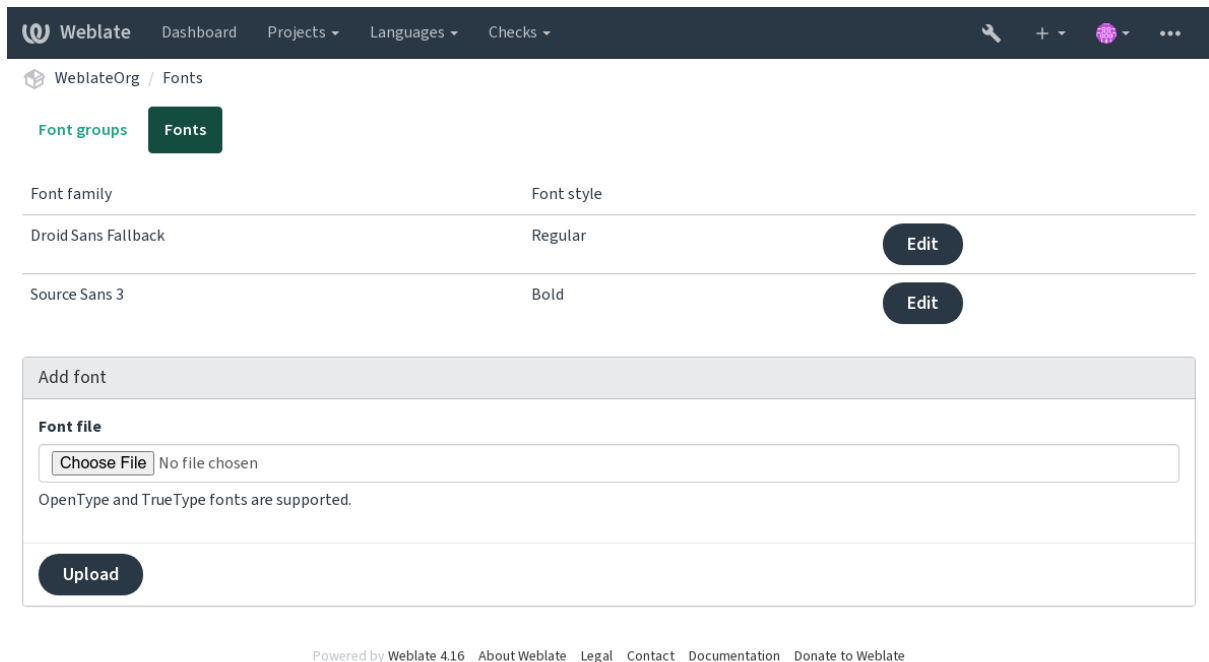 Weblate Dashboard Projects Languages Checks
WeblateOrg / Fonts
Font groups Fonts
Font family Font style
Droid Sans Fallback Regular Edit
Source Sans 3 Bold Edit
Add font
Font file
Choose File No file chosen
OpenType and TrueType fonts are supported.
Upload
Powered by Weblate 4.16 About Weblate Legal Contact Documentation Donate to Weblate